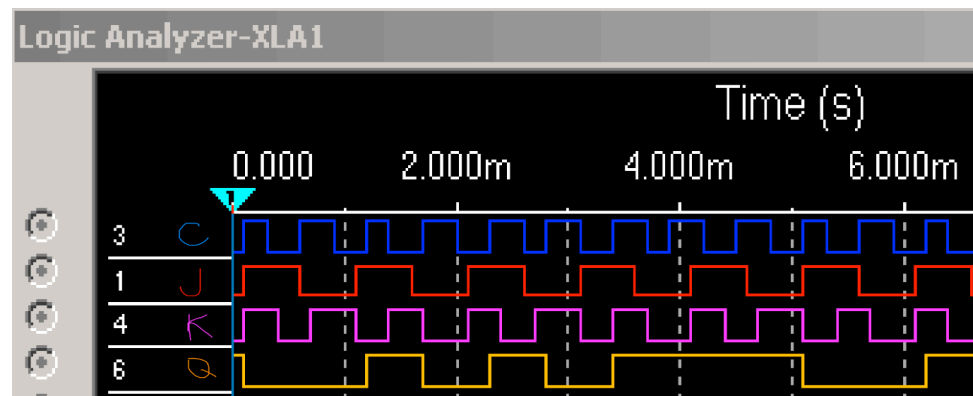 Logic Analyzer-XLA1
Time (s)
0.000 2.000m 4.000m 6.000m
1
3 C
1 J
4 K
6 Q